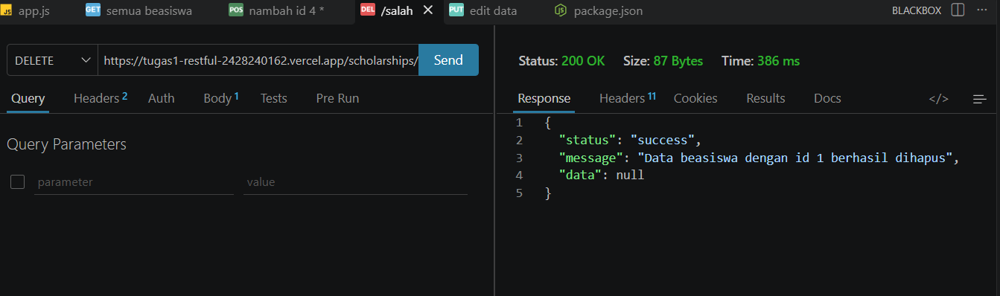 JS app.js GET semua beasiswa POS nambah id 4 * DEL /salah × PUT edit data JS package.json BLACKBOX ...
DELETE https://tugas1-restful-2428240162.vercel.app/scholarships/ Send
Status: 200 OK Size: 87 Bytes Time: 386 ms
Query Headers 2 Auth Body 1 Tests Pre Run
Response Headers 11 Cookies Results Docs </>
Query Parameters
parameter value
1 {
2 "status": "success",
3 "message": "Data beasiswa dengan id 1 berhasil dihapus",
4 "data": null
5 }